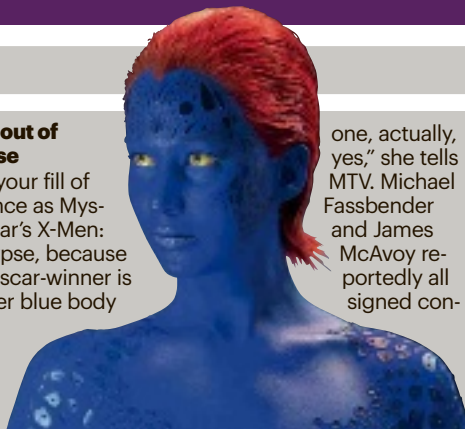 out of
se
your fill of
nce as Mys-
ar's X-Men:
pse, because
scar-winner is
er blue body
one, actually,
yes,” she tells
MTV. Michael
Fassbender
and James
McAvoy re-
portedly all
signed con-